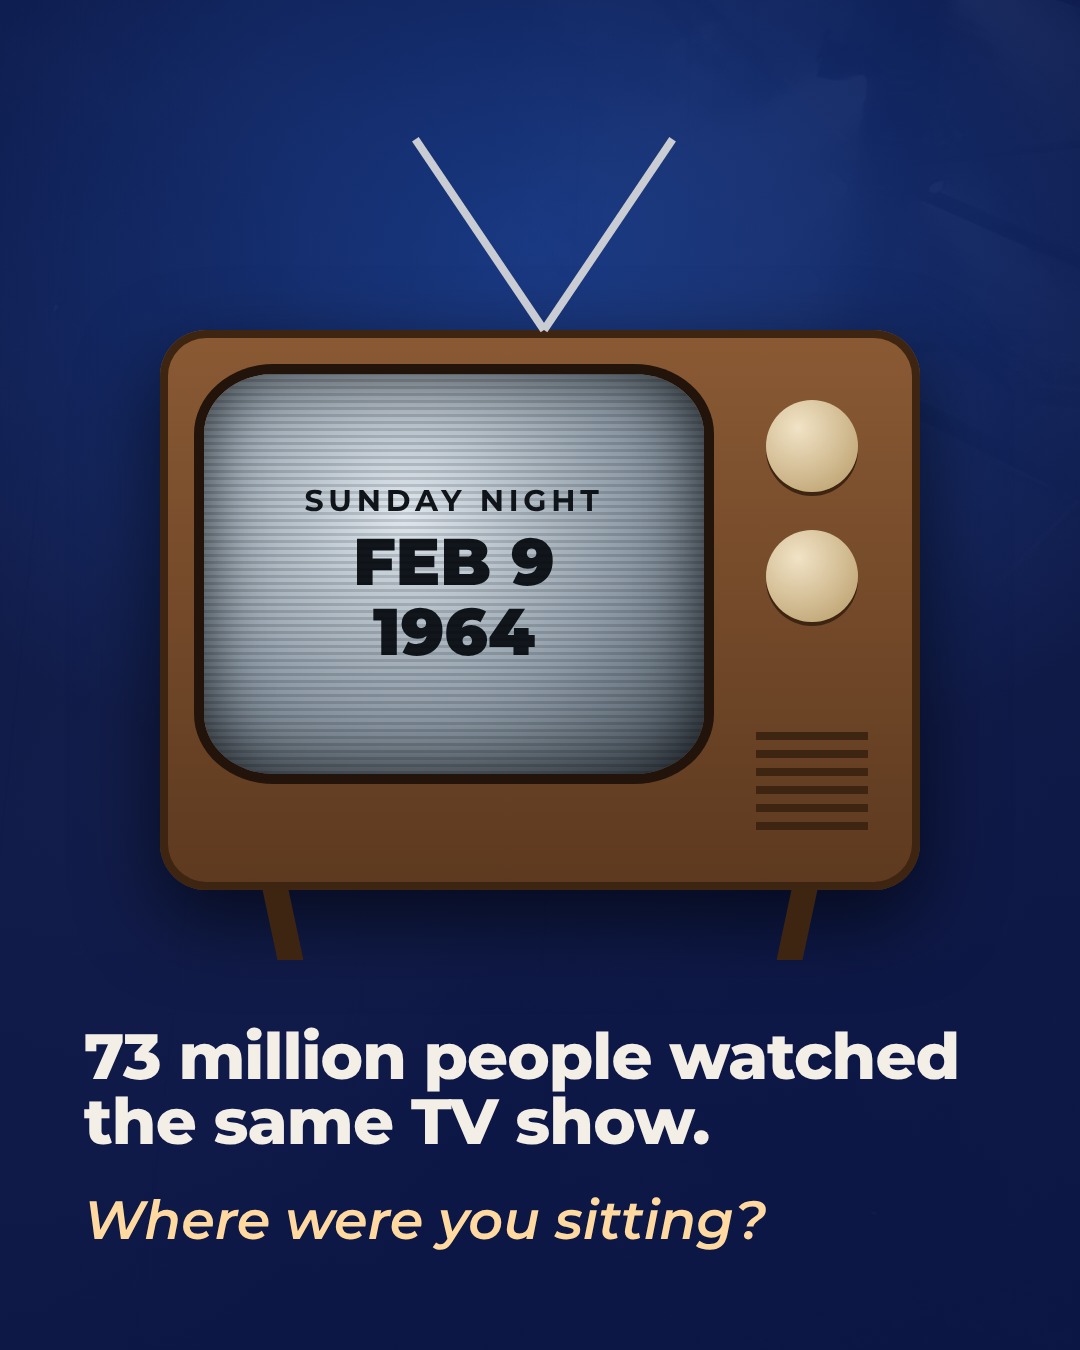 SUNDAY NIGHT
FEB 9
1964
73 million people watched
the same TV show.
Where were you sitting?